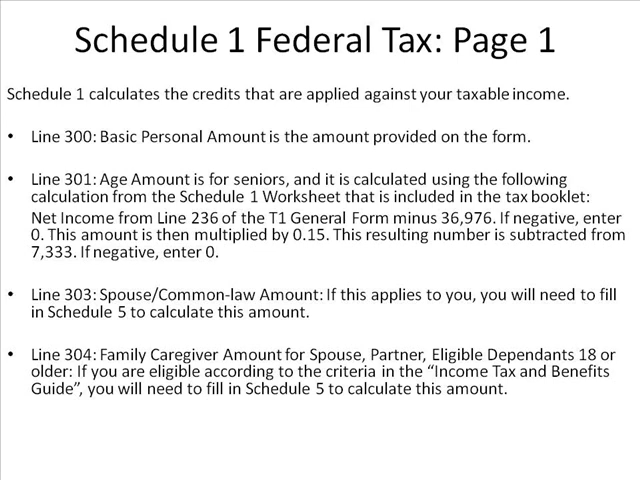 Schedule 1 Federal Tax: Page 1
Schedule 1 calculates the credits that are applied against your taxable income.
• Line 300: Basic Personal Amount is the amount provided on the form.
• Line 301: Age Amount is for seniors, and it is calculated using the following
calculation from the Schedule 1 Worksheet that is included in the tax booklet:
Net Income from Line 236 of the T1 General Form minus 36,976. If negative, enter
0. This amount is then multiplied by 0.15. This resulting number is subtracted from
7,333. If negative, enter 0.
• Line 303: Spouse/Common-law Amount: If this applies to you, you will need to fill
in Schedule 5 to calculate this amount.
• Line 304: Family Caregiver Amount for Spouse, Partner, Eligible Dependants 18 or
older: If you are eligible according to the criteria in the “Income Tax and Benefits
Guide”, you will need to fill in Schedule 5 to calculate this amount.